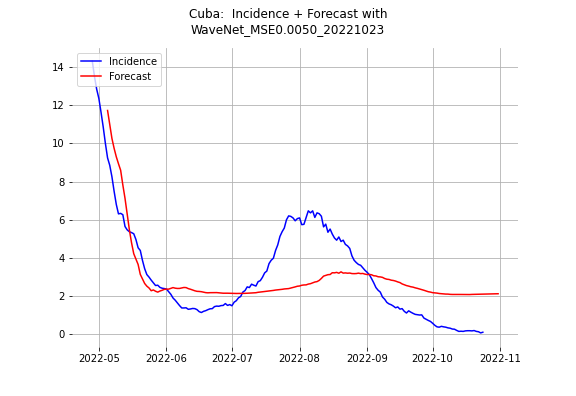 Cuba:  Incidence + Forecast with
WaveNet_MSE0.0050_20221023
Incidence
Forecast
14
12
10
8
6
4
2
0
2022-05 2022-06 2022-07 2022-08 2022-09 2022-10 2022-11